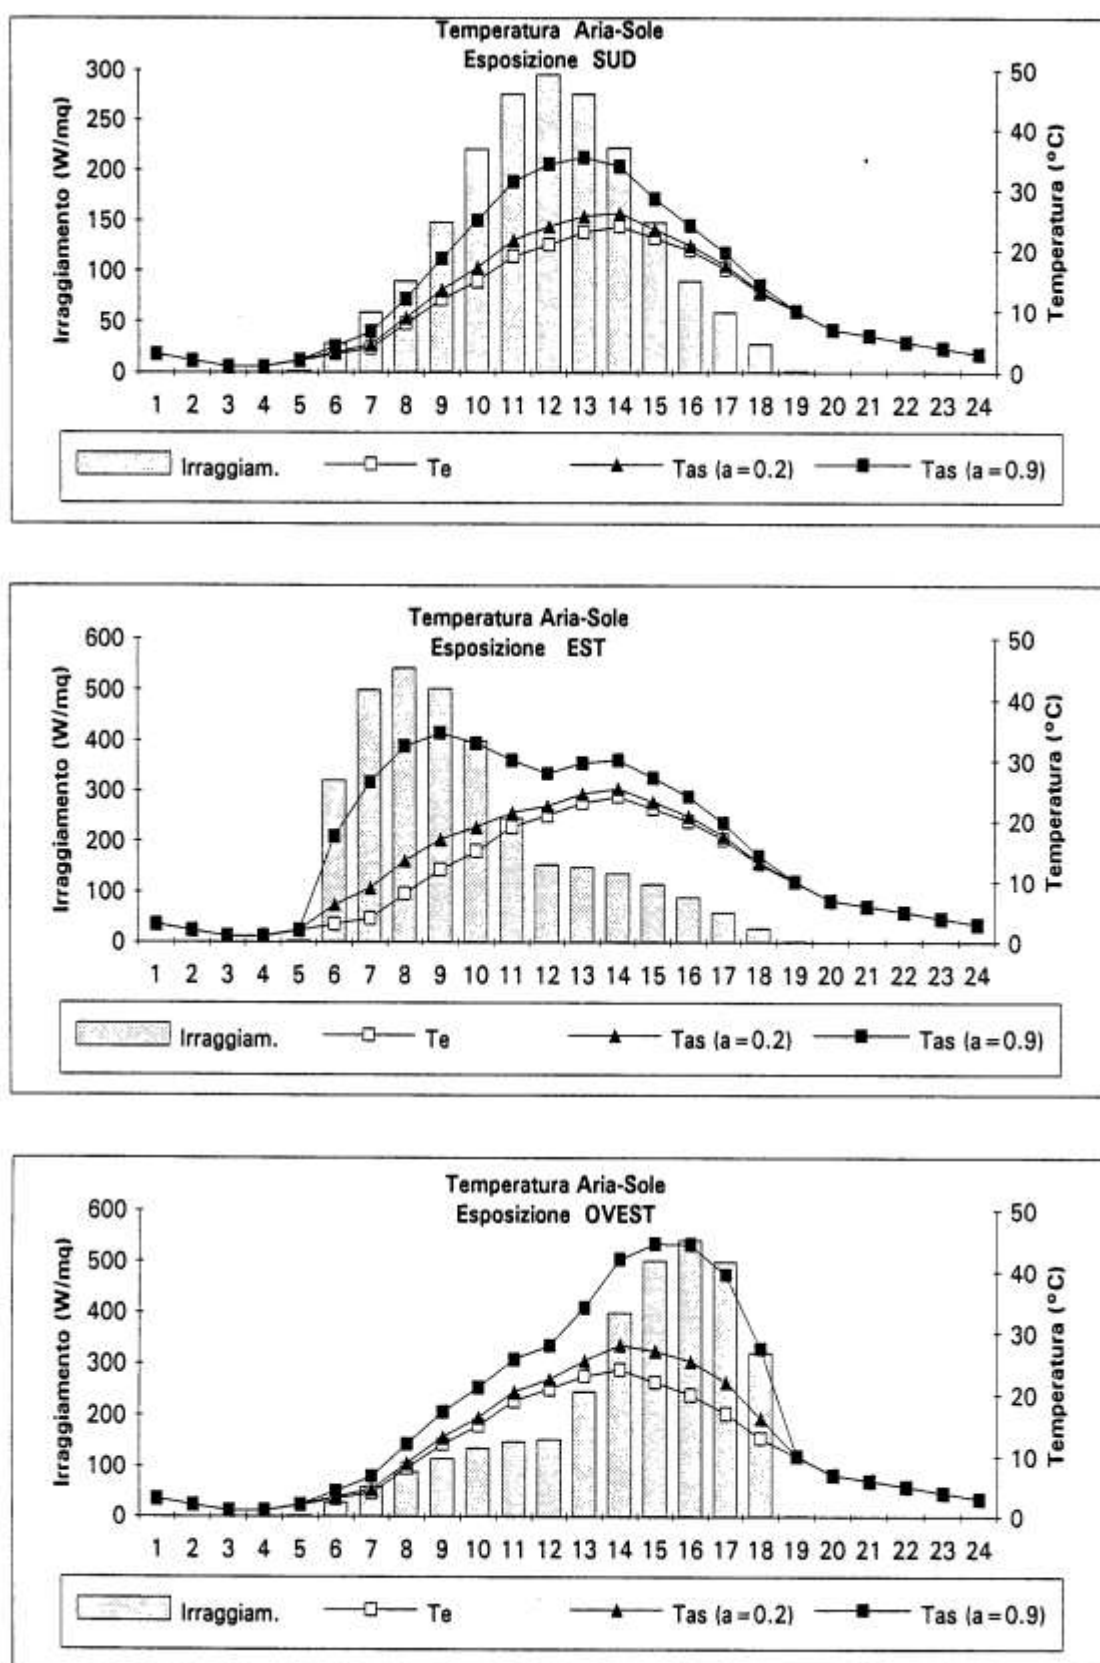 Temperatura Aria-Sole
Esposizione SUD
Irraggiamento (W/mq)
300
250
200
150
100
50
0
50
40
30
20
10
0
Temperatura (°C)
1 2 3 4 5 6 7 8 9 10 11 12 13 14 15 16 17 18 19 20 21 22 23 24
Irraggiam. Te Tas (a=0.2) Tas (a=0.9)
Temperatura Aria-Sole
Esposizione EST
Irraggiamento (W/mq)
600
500
400
300
200
100
0
50
40
30
20
10
0
Temperatura (°C)
1 2 3 4 5 6 7 8 9 10 11 12 13 14 15 16 17 18 19 20 21 22 23 24
Irraggiam. Te Tas (a=0.2) Tas (a=0.9)
Temperatura Aria-Sole
Esposizione OVEST
Irraggiamento (W/mq)
600
500
400
300
200
100
0
50
40
30
20
10
0
Temperatura (°C)
1 2 3 4 5 6 7 8 9 10 11 12 13 14 15 16 17 18 19 20 21 22 23 24
Irraggiam. Te Tas (a=0.2) Tas (a=0.9)